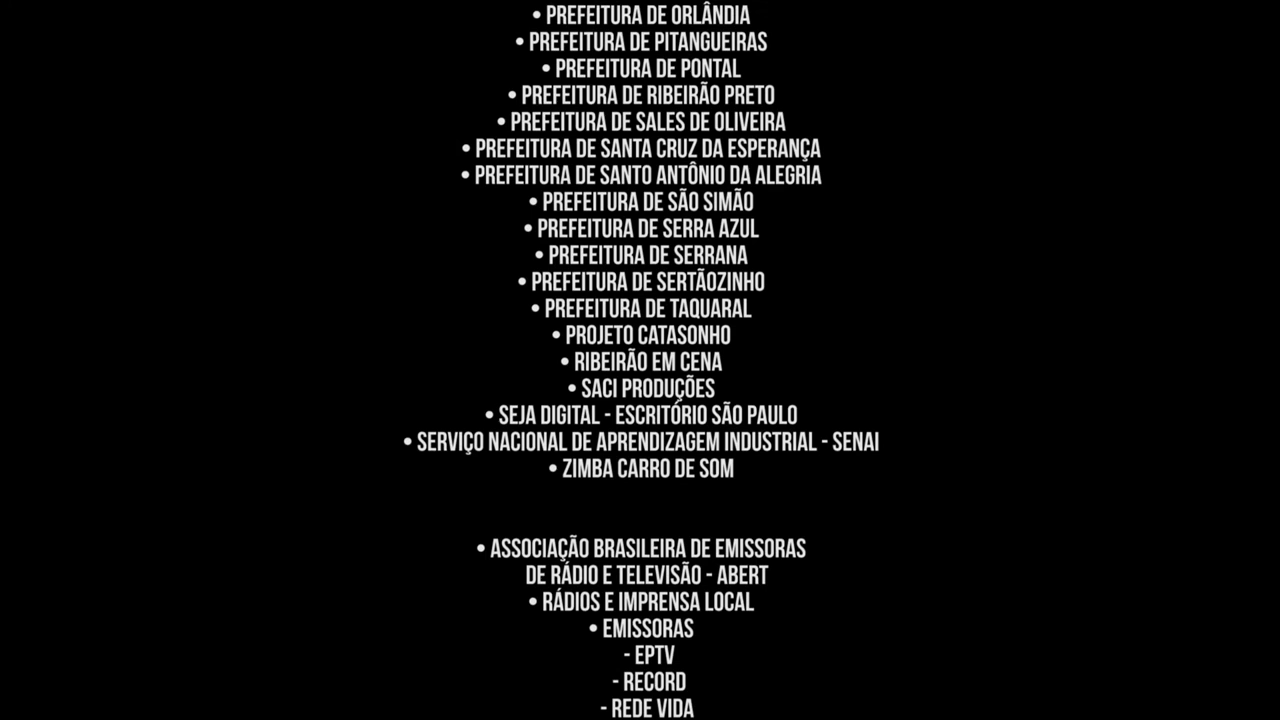 • PREFEITURA DE ORLÂNDIA
• PREFEITURA DE PITANGUEIRAS
• PREFEITURA DE PONTAL
• PREFEITURA DE RIBEIRÃO PRETO
• PREFEITURA DE SALES DE OLIVEIRA
• PREFEITURA DE SANTA CRUZ DA ESPERANÇA
• PREFEITURA DE SANTO ANTÔNIO DA ALEGRIA
• PREFEITURA DE SÃO SIMÃO
• PREFEITURA DE SERRA AZUL
• PREFEITURA DE SERRANA
• PREFEITURA DE SERTÃOZINHO
• PREFEITURA DE TAQUARAL
• PROJETO CATASONHO
• RIBEIRÃO EM CENA
• SACI PRODUÇÕES
• SEJA DIGITAL - ESCRITÓRIO SÃO PAULO
• SERVIÇO NACIONAL DE APRENDIZAGEM INDUSTRIAL - SENAI
• ZIMBA CARRO DE SOM
• ASSOCIAÇÃO BRASILEIRA DE EMISSORAS
DE RÁDIO E TELEVISÃO - ABERT
• RÁDIOS E IMPRENSA LOCAL
• EMISSORAS
- EPTV
- RECORD
- REDE VIDA